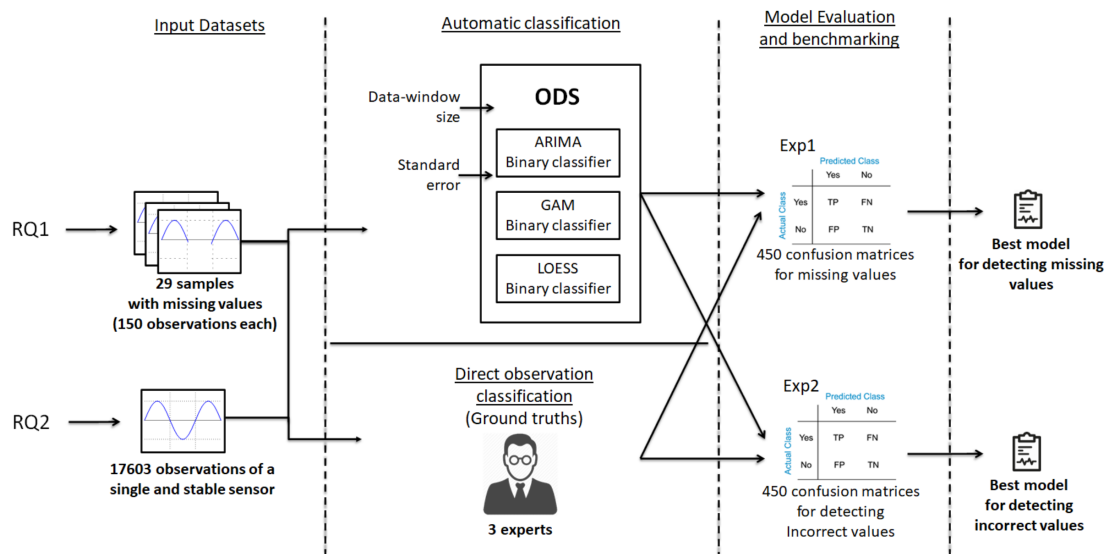 Input Datasets
Automatic classification
Model Evaluation
and benchmarking
RQ1
29 samples
with missing values
(150 observations each)
RQ2
17603 observations of a
single and stable sensor
Data-window
size
Standard
error
ODS
ARIMA
Binary classifier
GAM
Binary classifier
LOESS
Binary classifier
Direct observation
classification
(Ground truths)
3 experts
Exp1
Predicted Class
Yes No
Actual Class
Yes TP FN
No FP TN
450 confusion matrices
for missing values
Best model
for detecting missing
values
Exp2
Predicted Class
Yes No
Actual Class
Yes TP FN
No FP TN
450 confusion matrices
for detecting
Incorrect values
Best model
for detecting
incorrect values